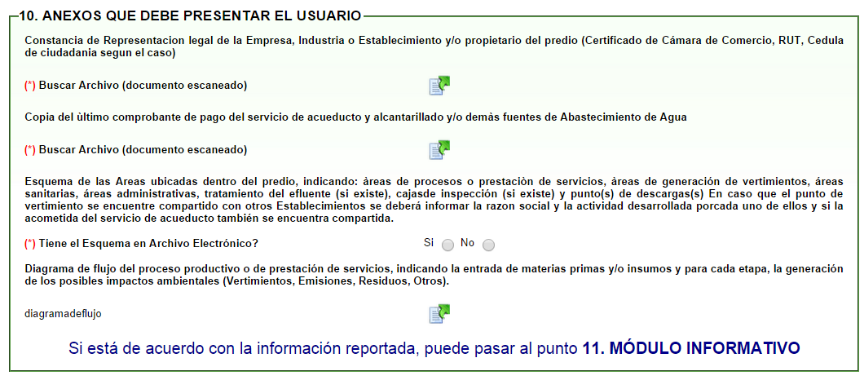 10. ANEXOS QUE DEBE PRESENTAR EL USUARIO
Constancia de Representacion legal de la Empresa, Industria o Establecimiento y/o propietario del predio (Certificado de Cámara de Comercio, RUT, Cedula
de ciudadania segun el caso)
(*) Buscar Archivo (documento escaneado)
Copia del ùltimo comprobante de pago del servicio de acueducto y alcantarillado y/o demàs fuentes de Abastecimiento de Agua
(*) Buscar Archivo (documento escaneado)
Esquema de las Areas ubicadas dentro del predio, indicando: àreas de procesos o prestaciòn de servicios, áreas de generación de vertimientos, áreas
sanitarias, áreas administrativas, tratamiento del efluente (si existe), cajasde inspección (si existe) y punto(s) de descargas(s) En caso que el punto de
vertimiento se encuentre compartido con otros Establecimientos se deberá informar la razon social y la actividad desarrollada porcada uno de ellos y si la
acometida del servicio de acueducto también se encuentra compartida.
(*) Tiene el Esquema en Archivo Electrónico? Si No
Diagrama de flujo del proceso productivo o de prestación de servicios, indicando la entrada de materias primas y/o insumos y para cada etapa, la generación
de los posibles impactos ambientales (Vertimientos, Emisiones, Residuos, Otros).
diagramadeflujo
Si está de acuerdo con la información reportada, puede pasar al punto 11. MÓDULO INFORMATIVO